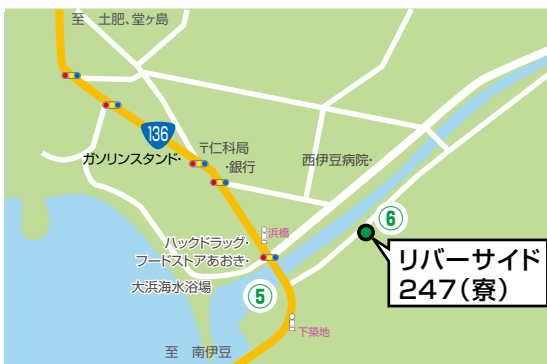 至 土肥、堂ヶ島
136
ガソリンスタンド・
〒仁科局
・銀行
西伊豆病院・
⑥
浜橋
ハックドラッグ・
フードストアあおき・
リバーサイド
247(寮)
大浜海水浴場
⑤
下築地
至 南伊豆